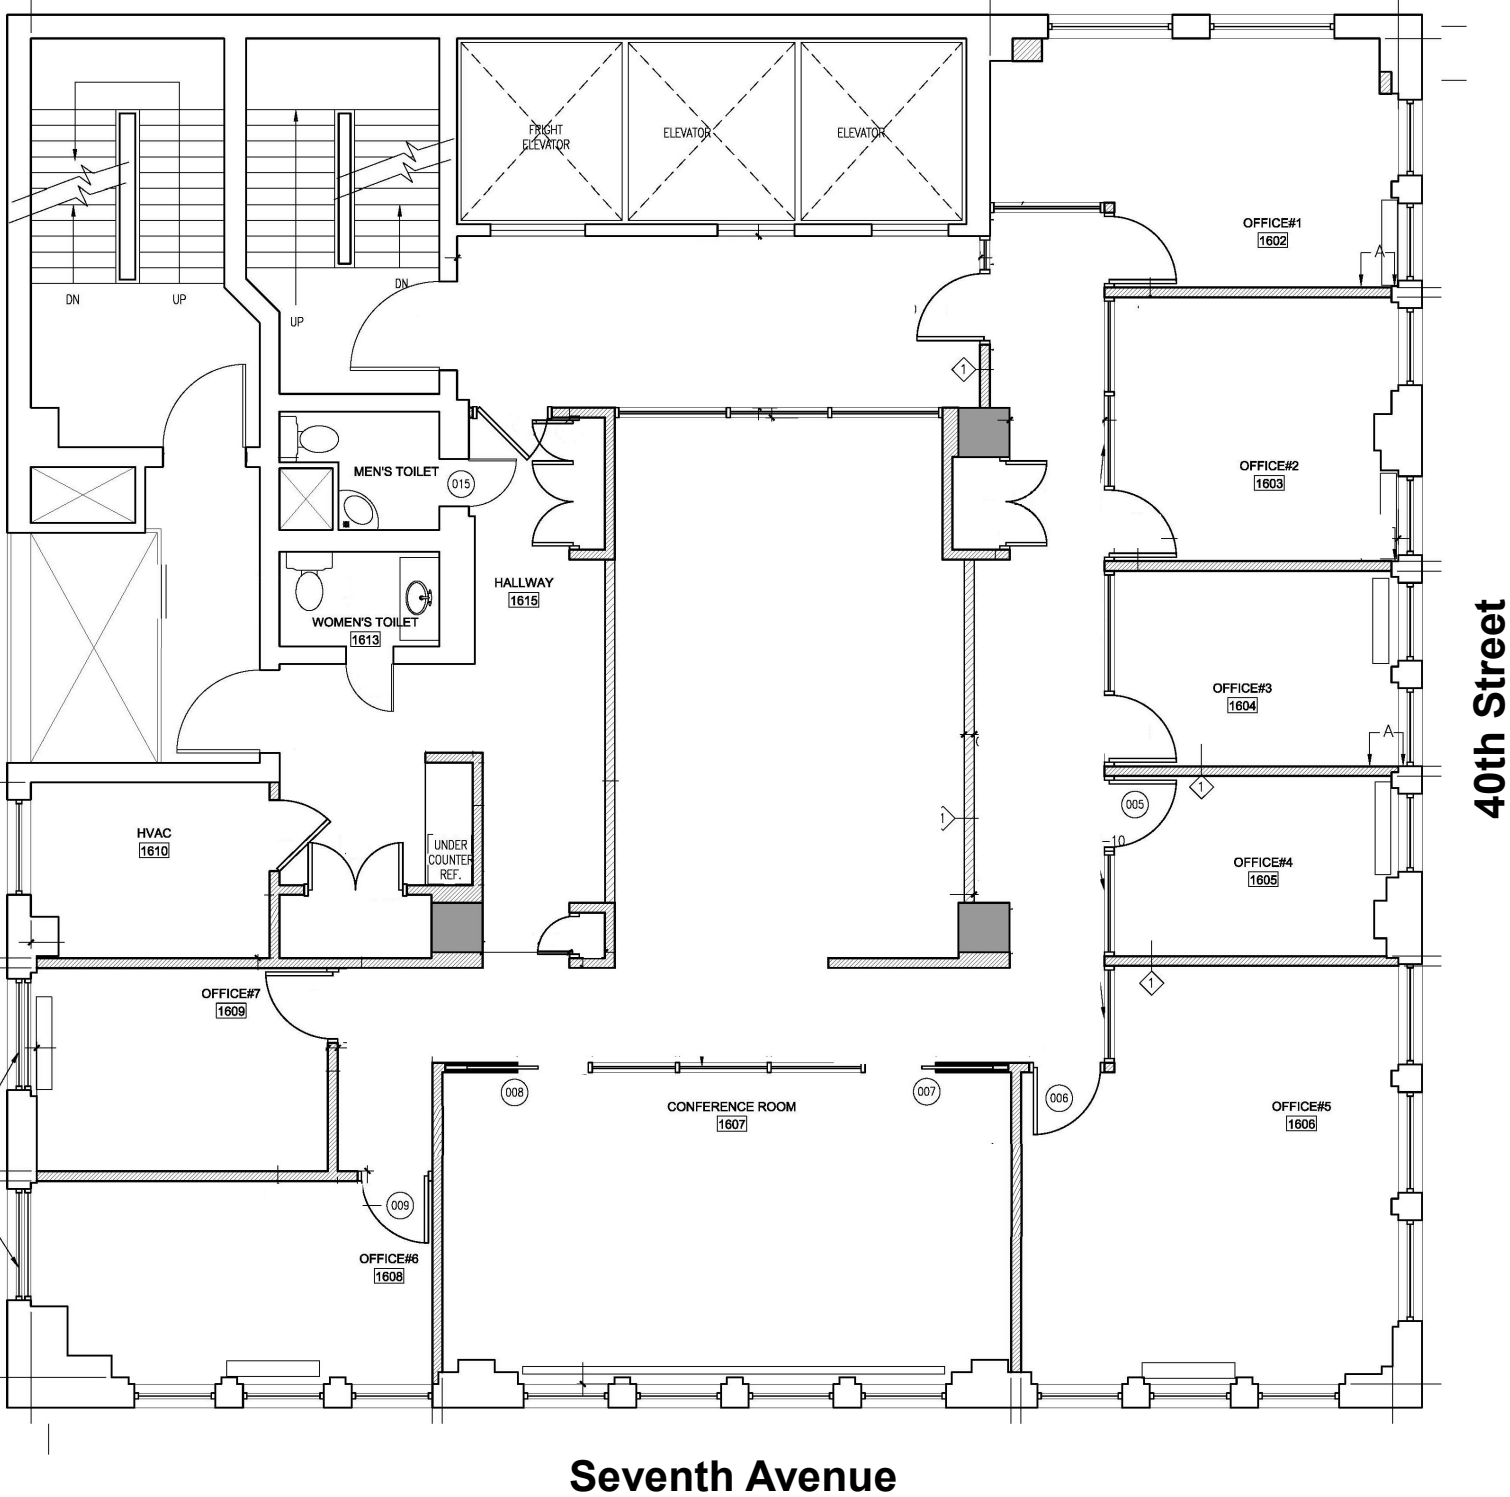 FRIGHT
ELEVATOR
ELEVATOR
ELEVATOR
OFFICE#1
1602
A
DN
UP
DN
UP
1
MEN'S TOILET
015
OFFICE#2
1603
HALLWAY
1615
WOMEN'S TOILET
1613
OFFICE#3
1604
A
40th Street
1
005
1
HVAC
1610
UNDER
COUNTER
REF.
10
OFFICE#4
1605
OFFICE#7
1609
1
008
007
006
CONFERENCE ROOM
1607
OFFICE#5
1606
009
OFFICE#6
1608
Seventh Avenue